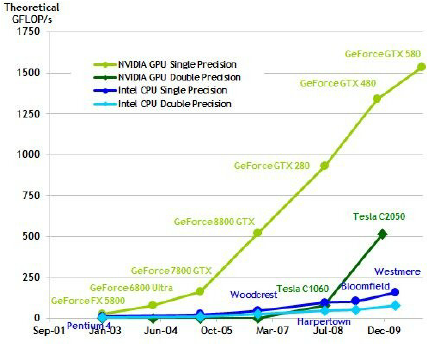 Theoretical
GFLOP/s
1750
1500
1250
1000
750
500
250
0
NVIDIA GPU Single Precision
NVIDIA GPU Double Precision
Intel CPU Single Precision
Intel CPU Double Precision
GeForce GTX 580
GeForce GTX 480
GeForce GTX 280
GeForce 8800 GTX
Tesla C2050
GeForce 7800 GTX
Westmere
GeForce 6800 Ultra
Tesla C1060
Bloomfield
Woodcrest
GeForce FX 5800
Pentium 4
Harpertown
Sep-01
Jan-03
Jun-04
Oct-05
Mar-07
Jul-08
Dec-09